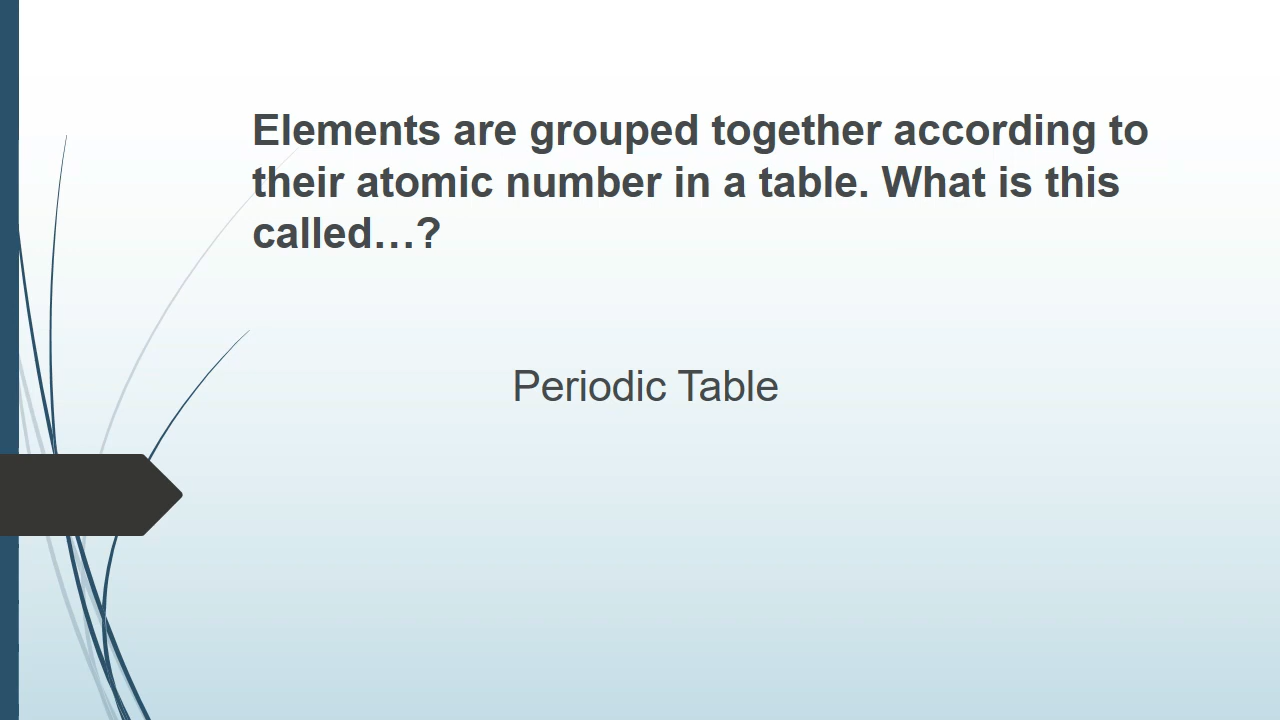 Elements are grouped together according to
their atomic number in a table. What is this
called…?
Periodic Table